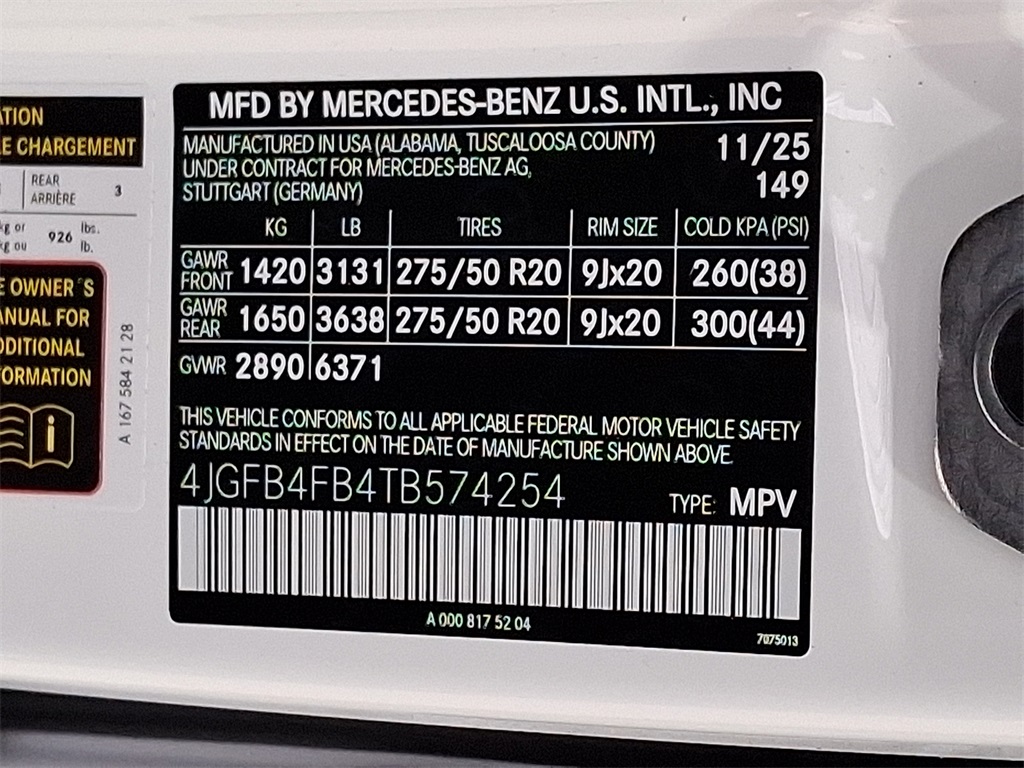 ATION
E CHARGEMENT
REAR
ARRIÈRE
3
kg or
kg ou
926
lbs.
lb.
E OWNER'S
ANUAL FOR
DDITIONAL
FORMATION
i
A 167 584 21 28
MFD BY MERCEDES-BENZ U.S. INTL., INC
MANUFACTURED IN USA (ALABAMA, TUSCALOOSA COUNTY)
UNDER CONTRACT FOR MERCEDES-BENZ AG,
STUTTGART (GERMANY)
11/25
149
KG LB TIRES RIM SIZE COLD KPA (PSI)
GAWR FRONT 1420 3131 275/50 R20 9Jx20 260(38)
GAWR REAR 1650 3638 275/50 R20 9Jx20 300(44)
GVWR 2890 6371
THIS VEHICLE CONFORMS TO ALL APPLICABLE FEDERAL MOTOR VEHICLE SAFETY
STANDARDS IN EFFECT ON THE DATE OF MANUFACTURE SHOWN ABOVE.
4JGFB4FB4TB574254
TYPE: MPV
A 000 817 52 04
7075013